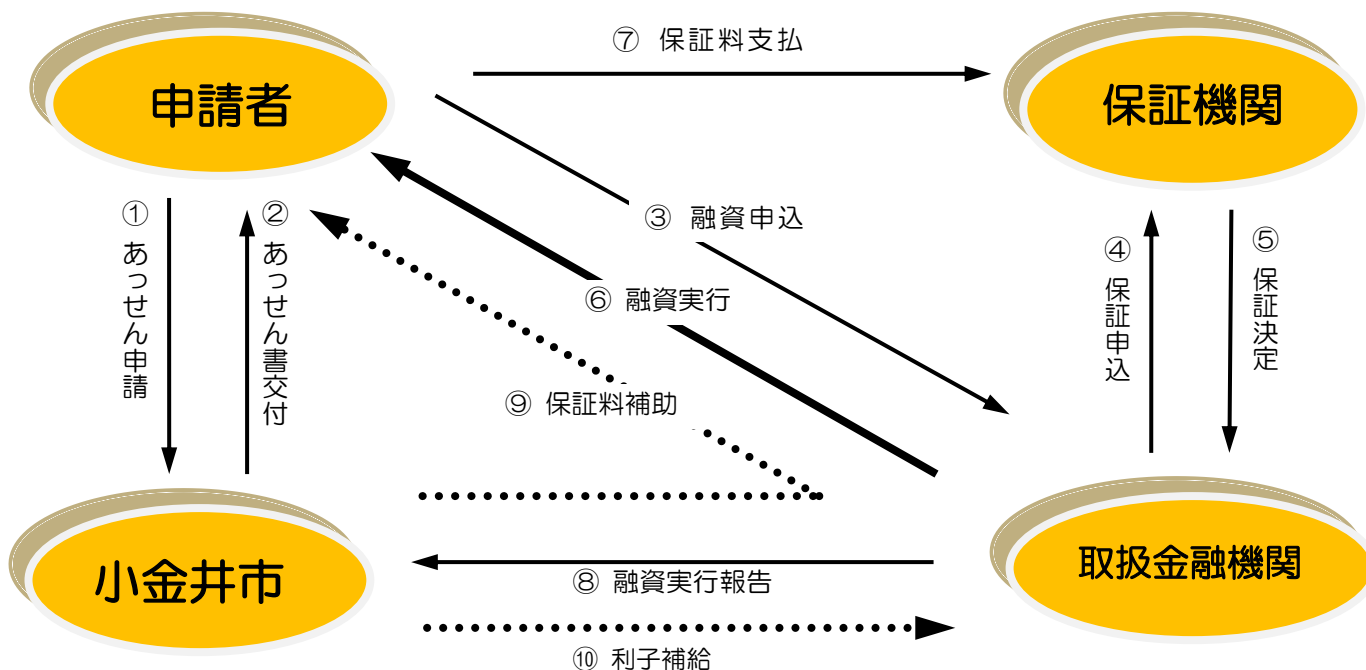 ⑦ 保証料支払
申請者
保証機関
① あっせん申請
② あっせん書交付
③ 融資申込
④ 保証申込
⑤ 保証決定
⑥ 融資実行
⑨ 保証料補助
小金井市
取扱金融機関
⑧ 融資実行報告
⑩ 利子補給